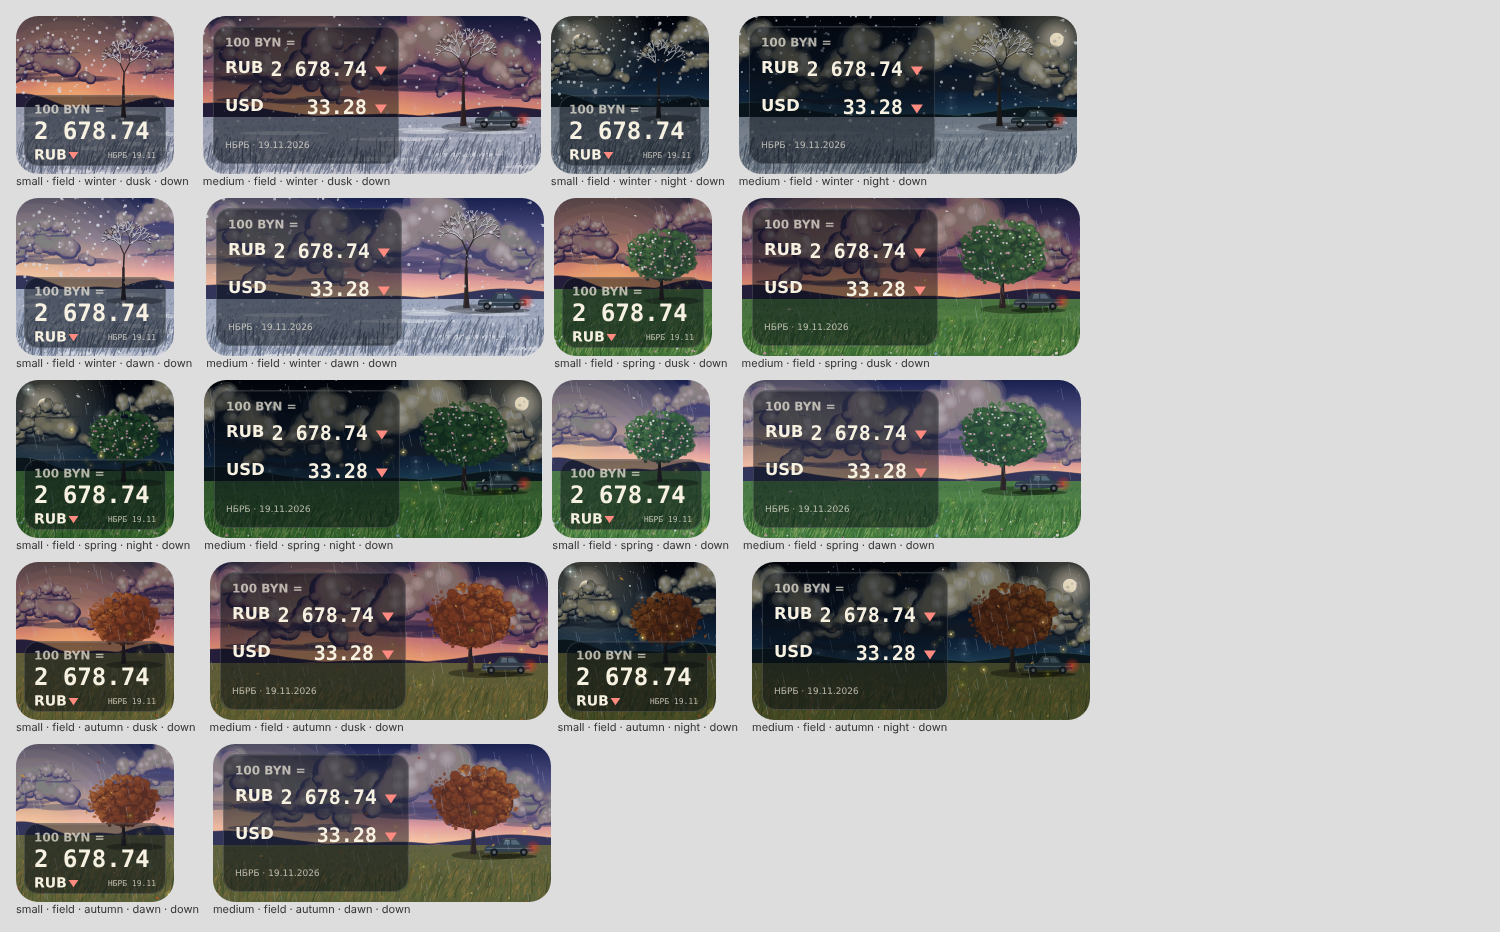 100 BYN =
2 678.74
RUB НБРБ 19.11
small · field · winter · dusk · down
100 BYN =
RUB 2 678.74
USD 33.28
НБРБ · 19.11.2026
medium · field · winter · dusk · down
100 BYN =
2 678.74
RUB НБРБ 19.11
small · field · winter · night · down
100 BYN =
RUB 2 678.74
USD 33.28
НБРБ · 19.11.2026
medium · field · winter · night · down
100 BYN =
2 678.74
RUB НБРБ 19.11
small · field · winter · dawn · down
100 BYN =
RUB 2 678.74
USD 33.28
НБРБ · 19.11.2026
medium · field · winter · dawn · down
100 BYN =
2 678.74
RUB НБРБ 19.11
small · field · spring · dusk · down
100 BYN =
RUB 2 678.74
USD 33.28
НБРБ · 19.11.2026
medium · field · spring · dusk · down
100 BYN =
2 678.74
RUB НБРБ 19.11
small · field · spring · night · down
100 BYN =
RUB 2 678.74
USD 33.28
НБРБ · 19.11.2026
medium · field · spring · night · down
100 BYN =
2 678.74
RUB НБРБ 19.11
small · field · spring · dawn · down
100 BYN =
RUB 2 678.74
USD 33.28
НБРБ · 19.11.2026
medium · field · spring · dawn · down
100 BYN =
2 678.74
RUB НБРБ 19.11
small · field · autumn · dusk · down
100 BYN =
RUB 2 678.74
USD 33.28
НБРБ · 19.11.2026
medium · field · autumn · dusk · down
100 BYN =
2 678.74
RUB НБРБ 19.11
small · field · autumn · night · down
100 BYN =
RUB 2 678.74
USD 33.28
НБРБ · 19.11.2026
medium · field · autumn · night · down
100 BYN =
2 678.74
RUB НБРБ 19.11
small · field · autumn · dawn · down
100 BYN =
RUB 2 678.74
USD 33.28
НБРБ · 19.11.2026
medium · field · autumn · dawn · down